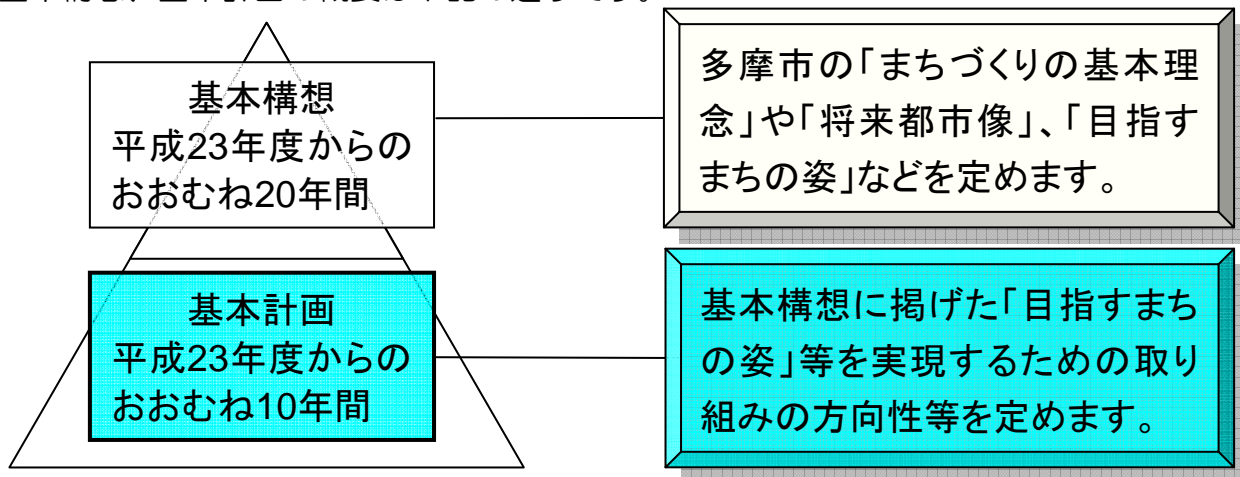 基本構想
平成23年度からの
おおむね20年間
多摩市の「まちづくりの基本理
念」や「将来都市像」、「目指す
まちの姿」などを定めます。
基本計画
平成23年度からの
おおむね10年間
基本構想に掲げた「目指すまち
の姿」等を実現するための取り
組みの方向性等を定めます。